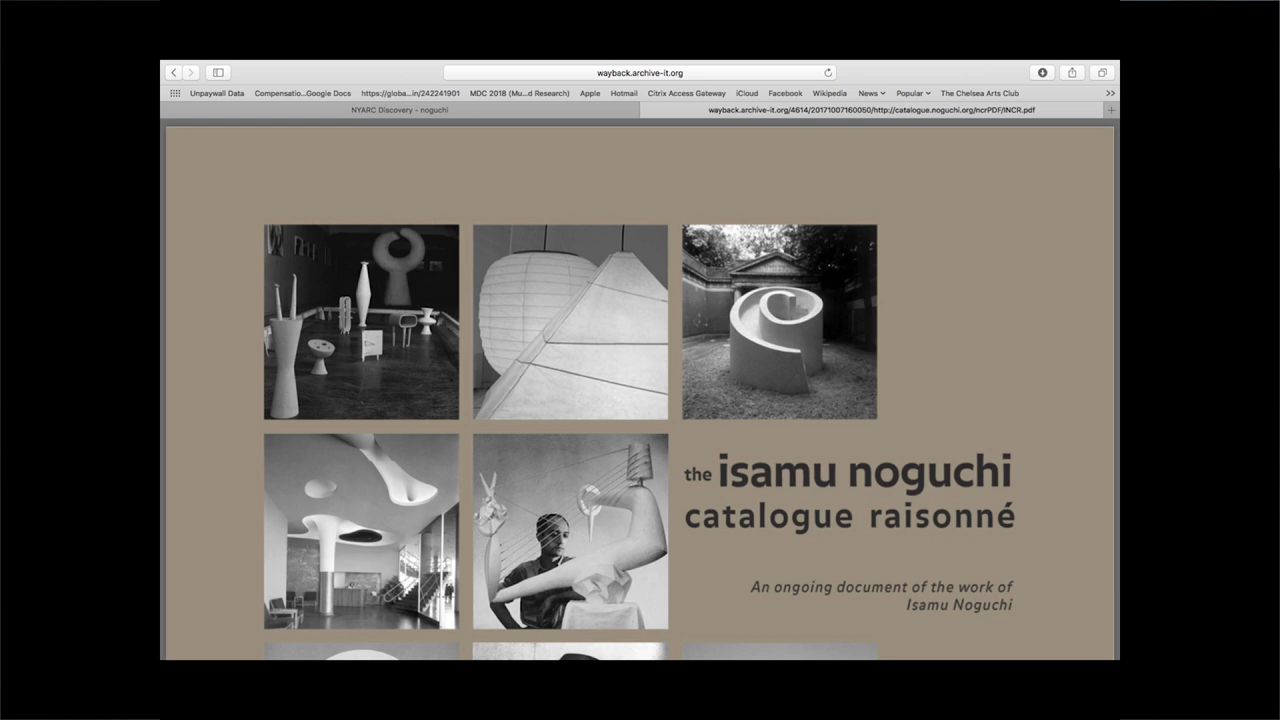 wayback.archive-it.org
Unpaywall Data Compensatio...Google Docs https://globa...in/242241901 MDC 2018 (Mu...d Research) Apple Hotmail Citrix Access Gateway iCloud Facebook Wikipedia News Popular The Chelsea Arts Club
NYARC Discovery - noguchi wayback.archive-it.org/4614/20171007160050/http://catalogue.noguchi.org/ncrPDF/INCR.pdf
the isamu noguchi
catalogue raisonné
An ongoing document of the work of
Isamu Noguchi